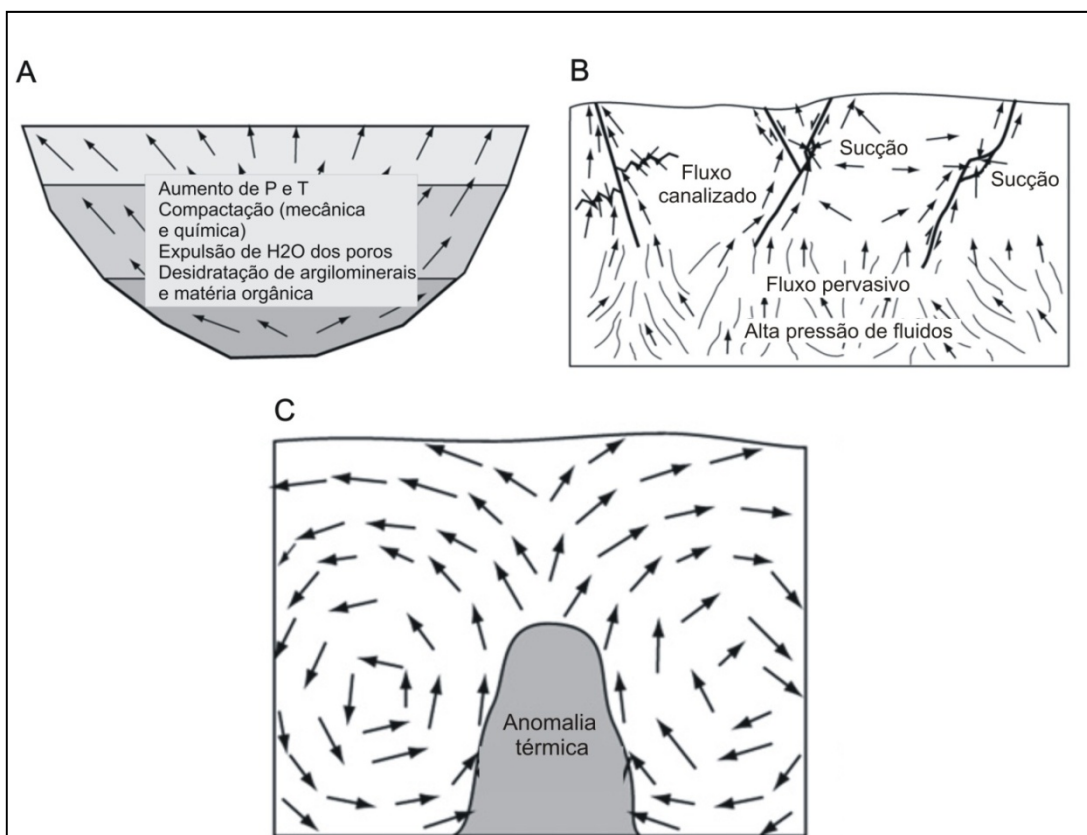 A
Aumento de P e T
Compactação (mecânica
e química)
Expulsão de H2O dos poros
Desidratação de argilominerais
e matéria orgânica
B
Sucção
Fluxo
canalizado
Sucção
Fluxo pervasivo
Alta pressão de fluidos
C
Anomalia
térmica